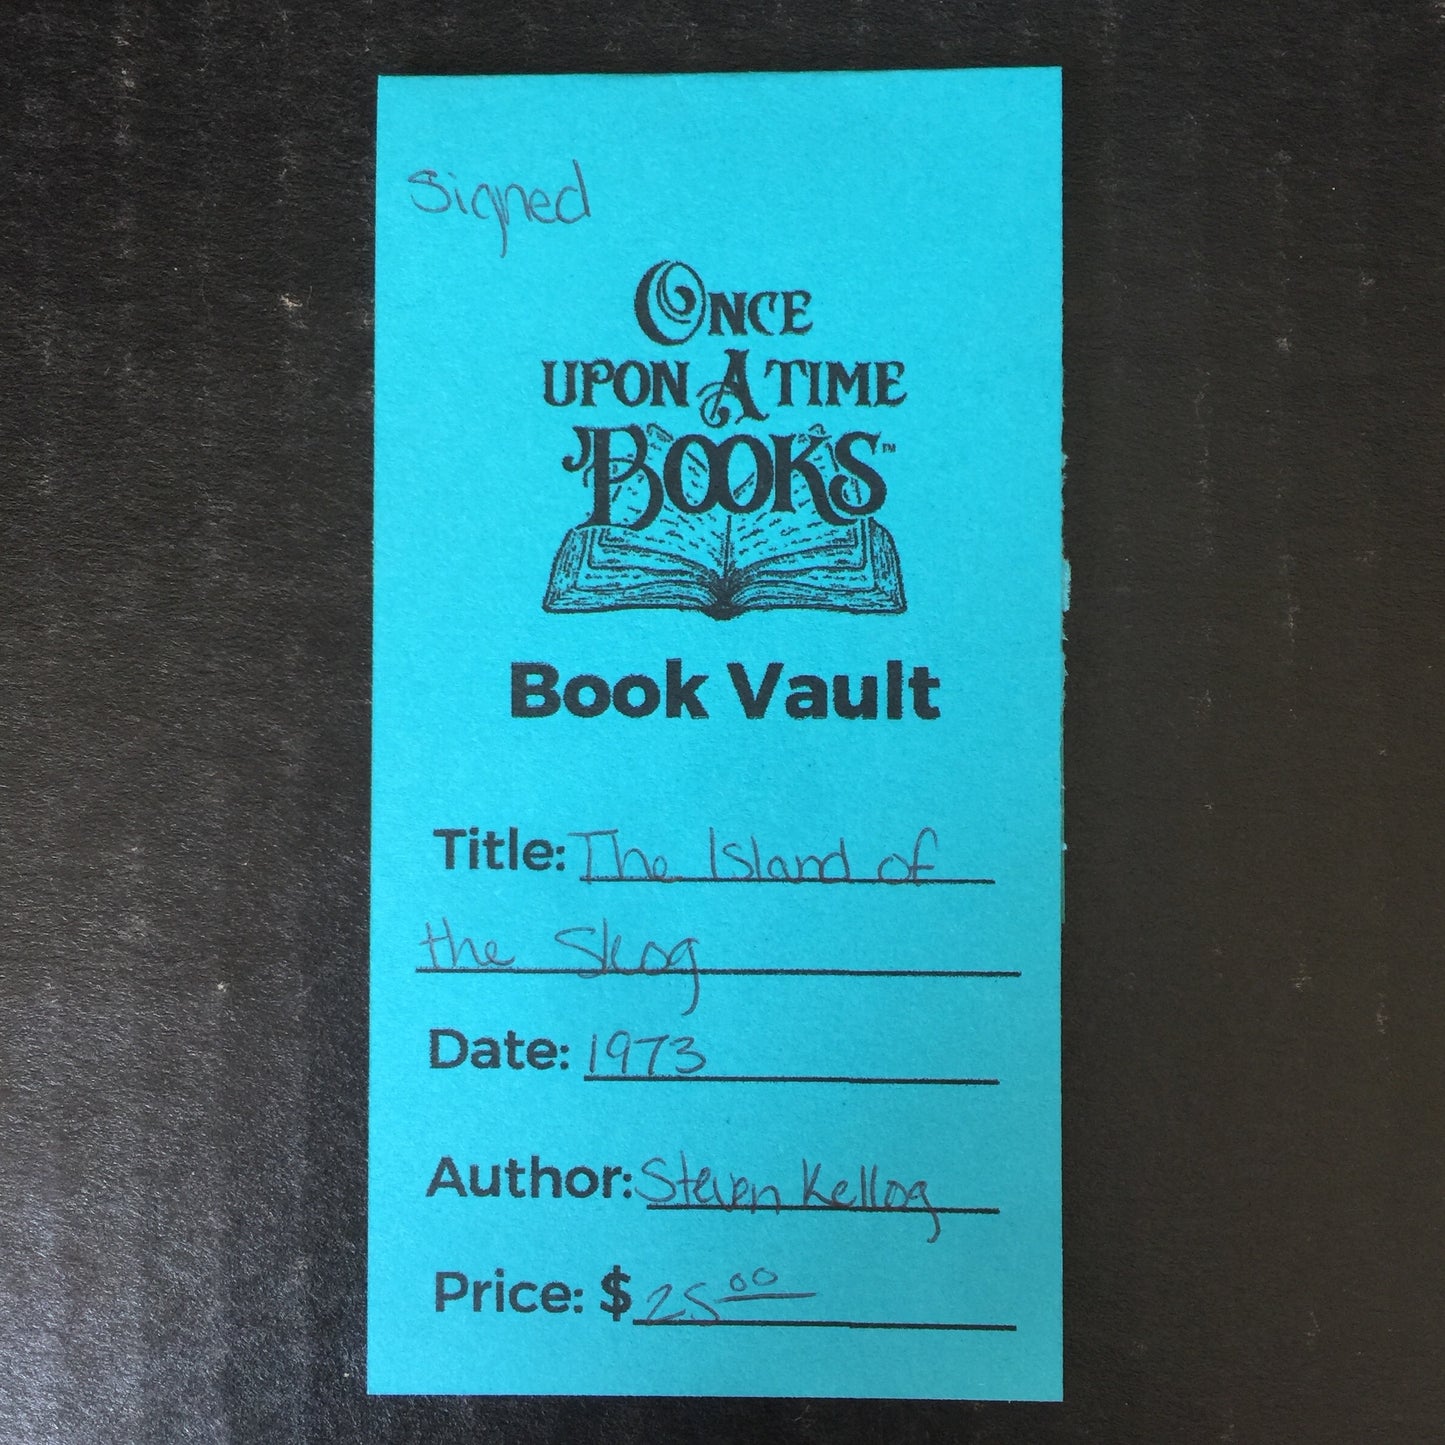 Signed
ONCE
UPON A TIME
BOOKS™
Book Vault
Title: The Island of
the Skog
Date: 1973
Author: Steven Kellog
Price: $ 25 00